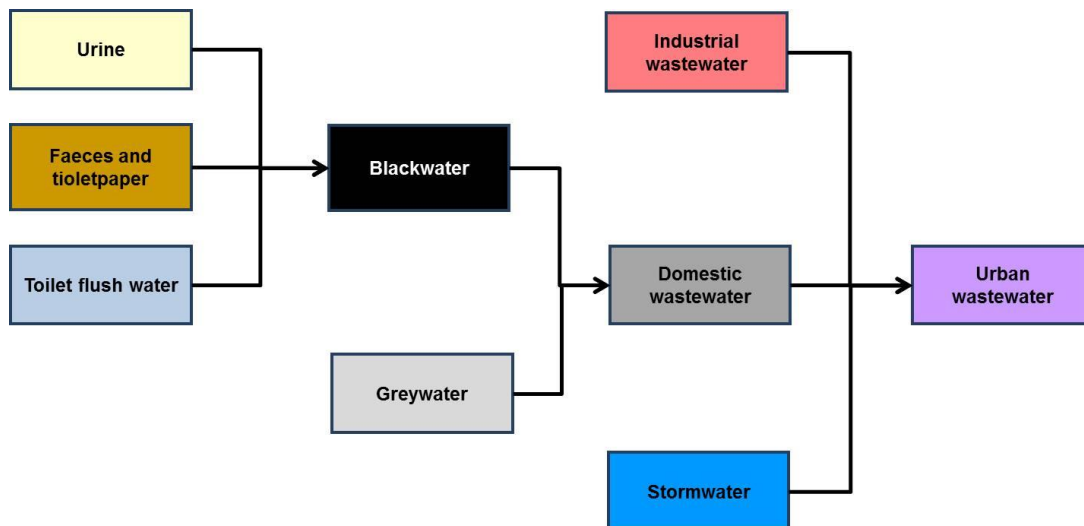 Urine
Industrial
wastewater
Faeces and
tioletpaper
Blackwater
Toilet flush water
Domestic
wastewater
Urban
wastewater
Greywater
Stormwater